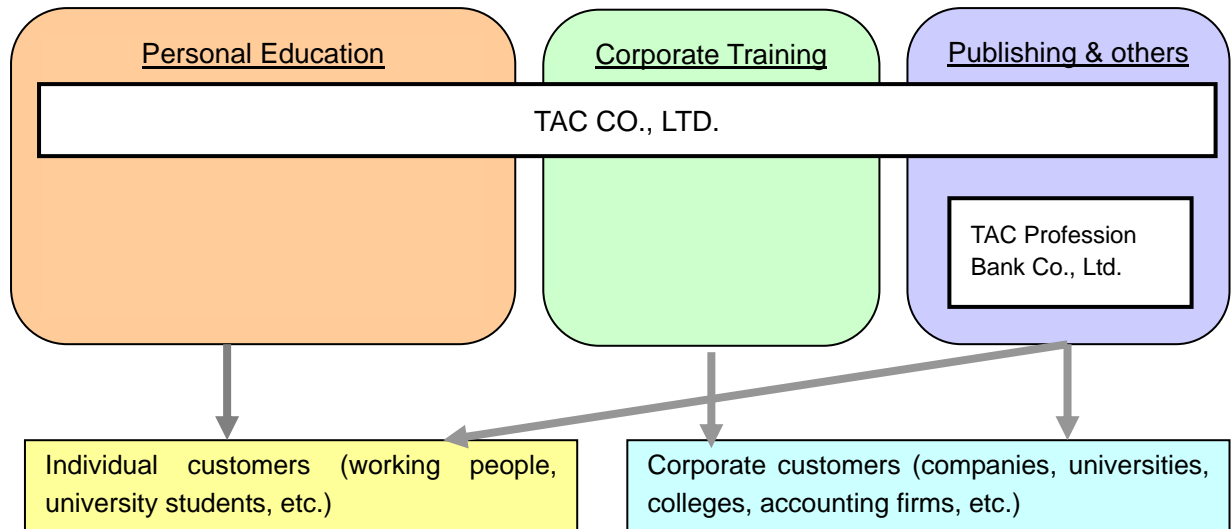 Personal Education
Corporate Training
Publishing & others
TAC CO., LTD.
TAC Profession
Bank Co., Ltd.
Individual customers (working people,
university students, etc.)
Corporate customers (companies, universities,
colleges, accounting firms, etc.)